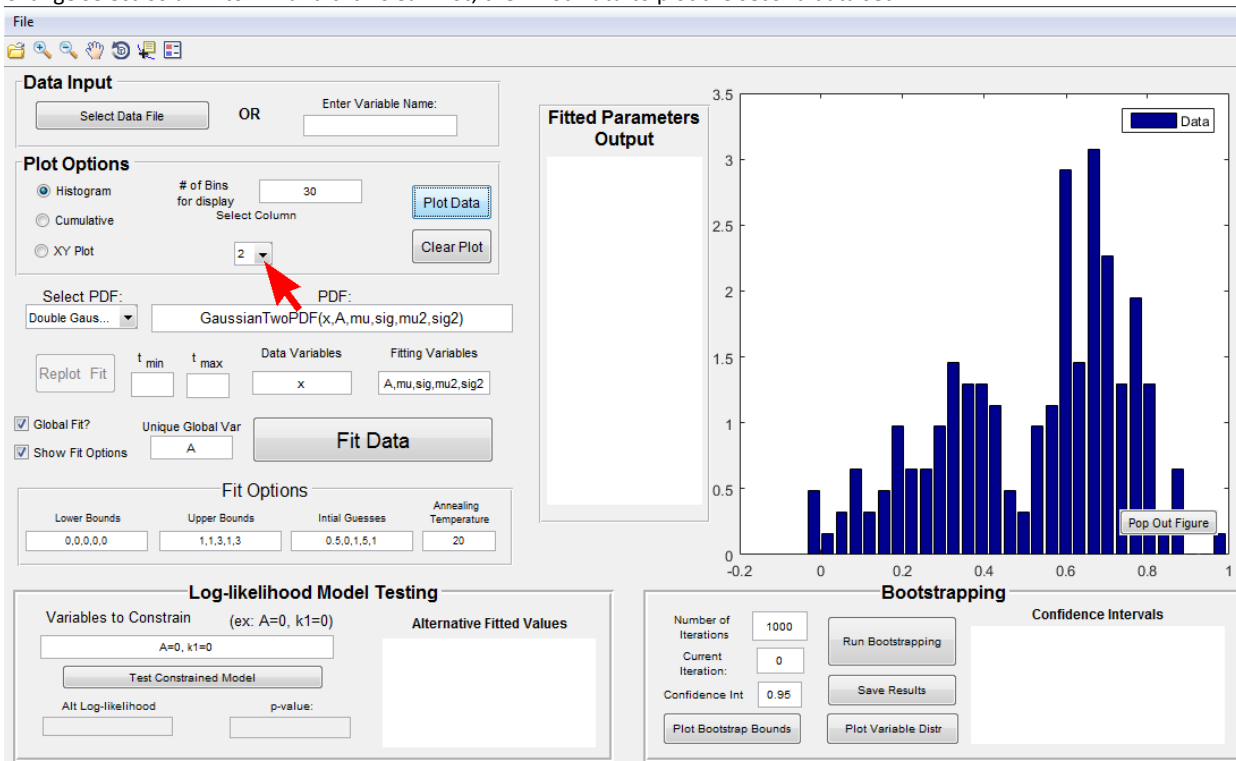 File
Data Input
Select Data File
OR
Enter Variable Name:
Plot Options
Histogram
Cumulative
XY Plot
# of Bins
for display
30
Select Column
2
Plot Data
Clear Plot
Select PDF:
Double Gaus...
PDF:
GaussianTwoPDF(x,A,mu,sig,mu2,sig2)
Replot Fit
t min
t max
Data Variables
x
Fitting Variables
A,mu,sig,mu2,sig2
Global Fit?
Show Fit Options
Unique Global Var
A
Fit Data
Fit Options
Lower Bounds
0,0,0,0,0
Upper Bounds
1,1,3,1,3
Intial Guesses
0.5,0,1,5,1
Annealing
Temperature
20
Fitted Parameters
Output
3.5
3
2.5
2
1.5
1
0.5
0
-0.2
0
0.2
0.4
0.6
0.8
1
Data
Pop Out Figure
Log-likelihood Model Testing
Variables to Constrain
(ex: A=0, k1=0)
A=0, k1=0
Test Constrained Model
Alt Log-likelihood
p-value:
Alternative Fitted Values
Bootstrapping
Number of
Iterations
1000
Current
Iteration:
0
Confidence Int
0.95
Plot Bootstrap Bounds
Run Bootstrapping
Save Results
Plot Variable Distr
Confidence Intervals